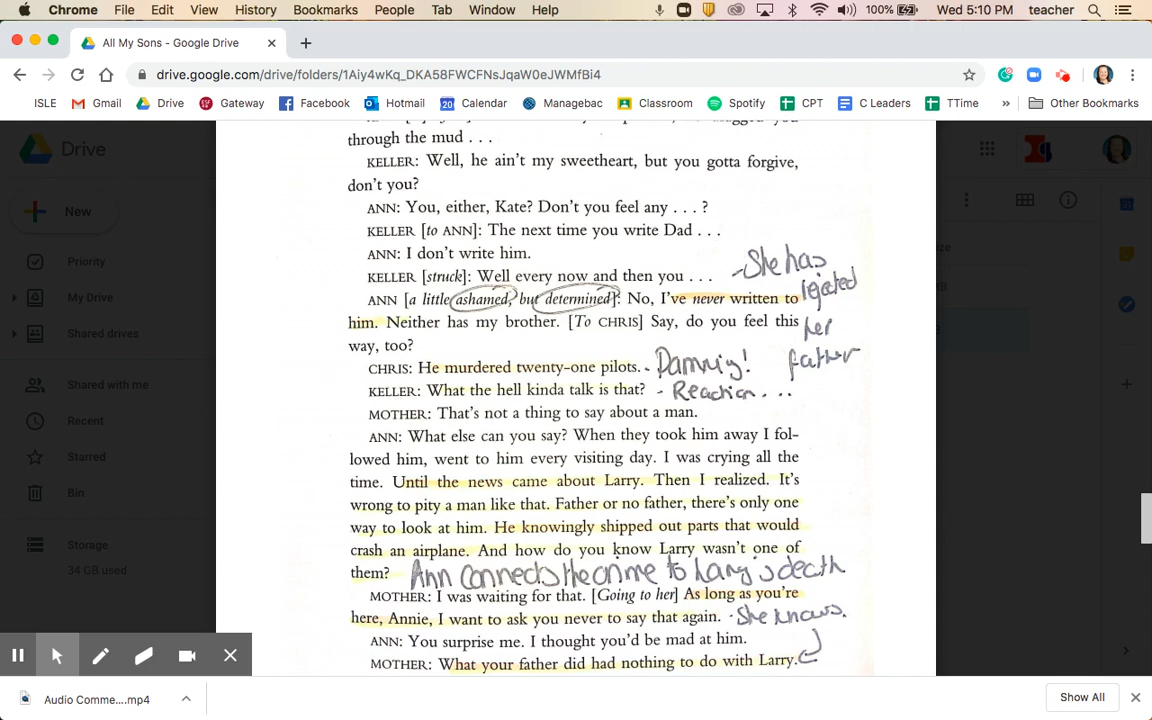 Chrome File Edit View History Bookmarks People Tab Window Help 100% Wed 5:10 PM teacher
All My Sons - Google Drive
drive.google.com/drive/folders/1Aiy4wKq_DKA58FWCFNsJqaW0eJWMfBi4
ISLE Gmail Drive Gateway Facebook Hotmail 20 Calendar Managebac Classroom Spotify CPT C Leaders TTime » Other Bookmarks
Drive
New
Priority
My Drive
Shared drives
Shared with me
Recent
Starred
Bin
Storage
34 GB used
through the mud . . .
KELLER: Well, he ain't my sweetheart, but you gotta forgive,
don't you?
ANN: You, either, Kate? Don't you feel any . . . ?
KELLER [to ANN]: The next time you write Dad . . .
ANN: I don't write him.
KELLER [struck]: Well every now and then you . . .
ANN [a little ashamed, but determined]: No, I've never written to
him. Neither has my brother. [To CHRIS] Say, do you feel this
way, too?
- She has
rejected
her
father
CHRIS: He murdered twenty-one pilots. - Damning!
KELLER: What the hell kinda talk is that? - Reaction . . .
MOTHER: That's not a thing to say about a man.
ANN: What else can you say? When they took him away I fol-
lowed him, went to him every visiting day. I was crying all the
time. Until the news came about Larry. Then I realized. It's
wrong to pity a man like that. Father or no father, there's only one
way to look at him. He knowingly shipped out parts that would
crash an airplane. And how do you know Larry wasn't one of
them? Ann connects the crime to Larry's death
MOTHER: I was waiting for that. [Going to her] As long as you're
here, Annie, I want to ask you never to say that again. - She knows.
ANN: You surprise me. I thought you'd be mad at him.
MOTHER: What your father did had nothing to do with Larry.
Audio Comme....mp4
Show All